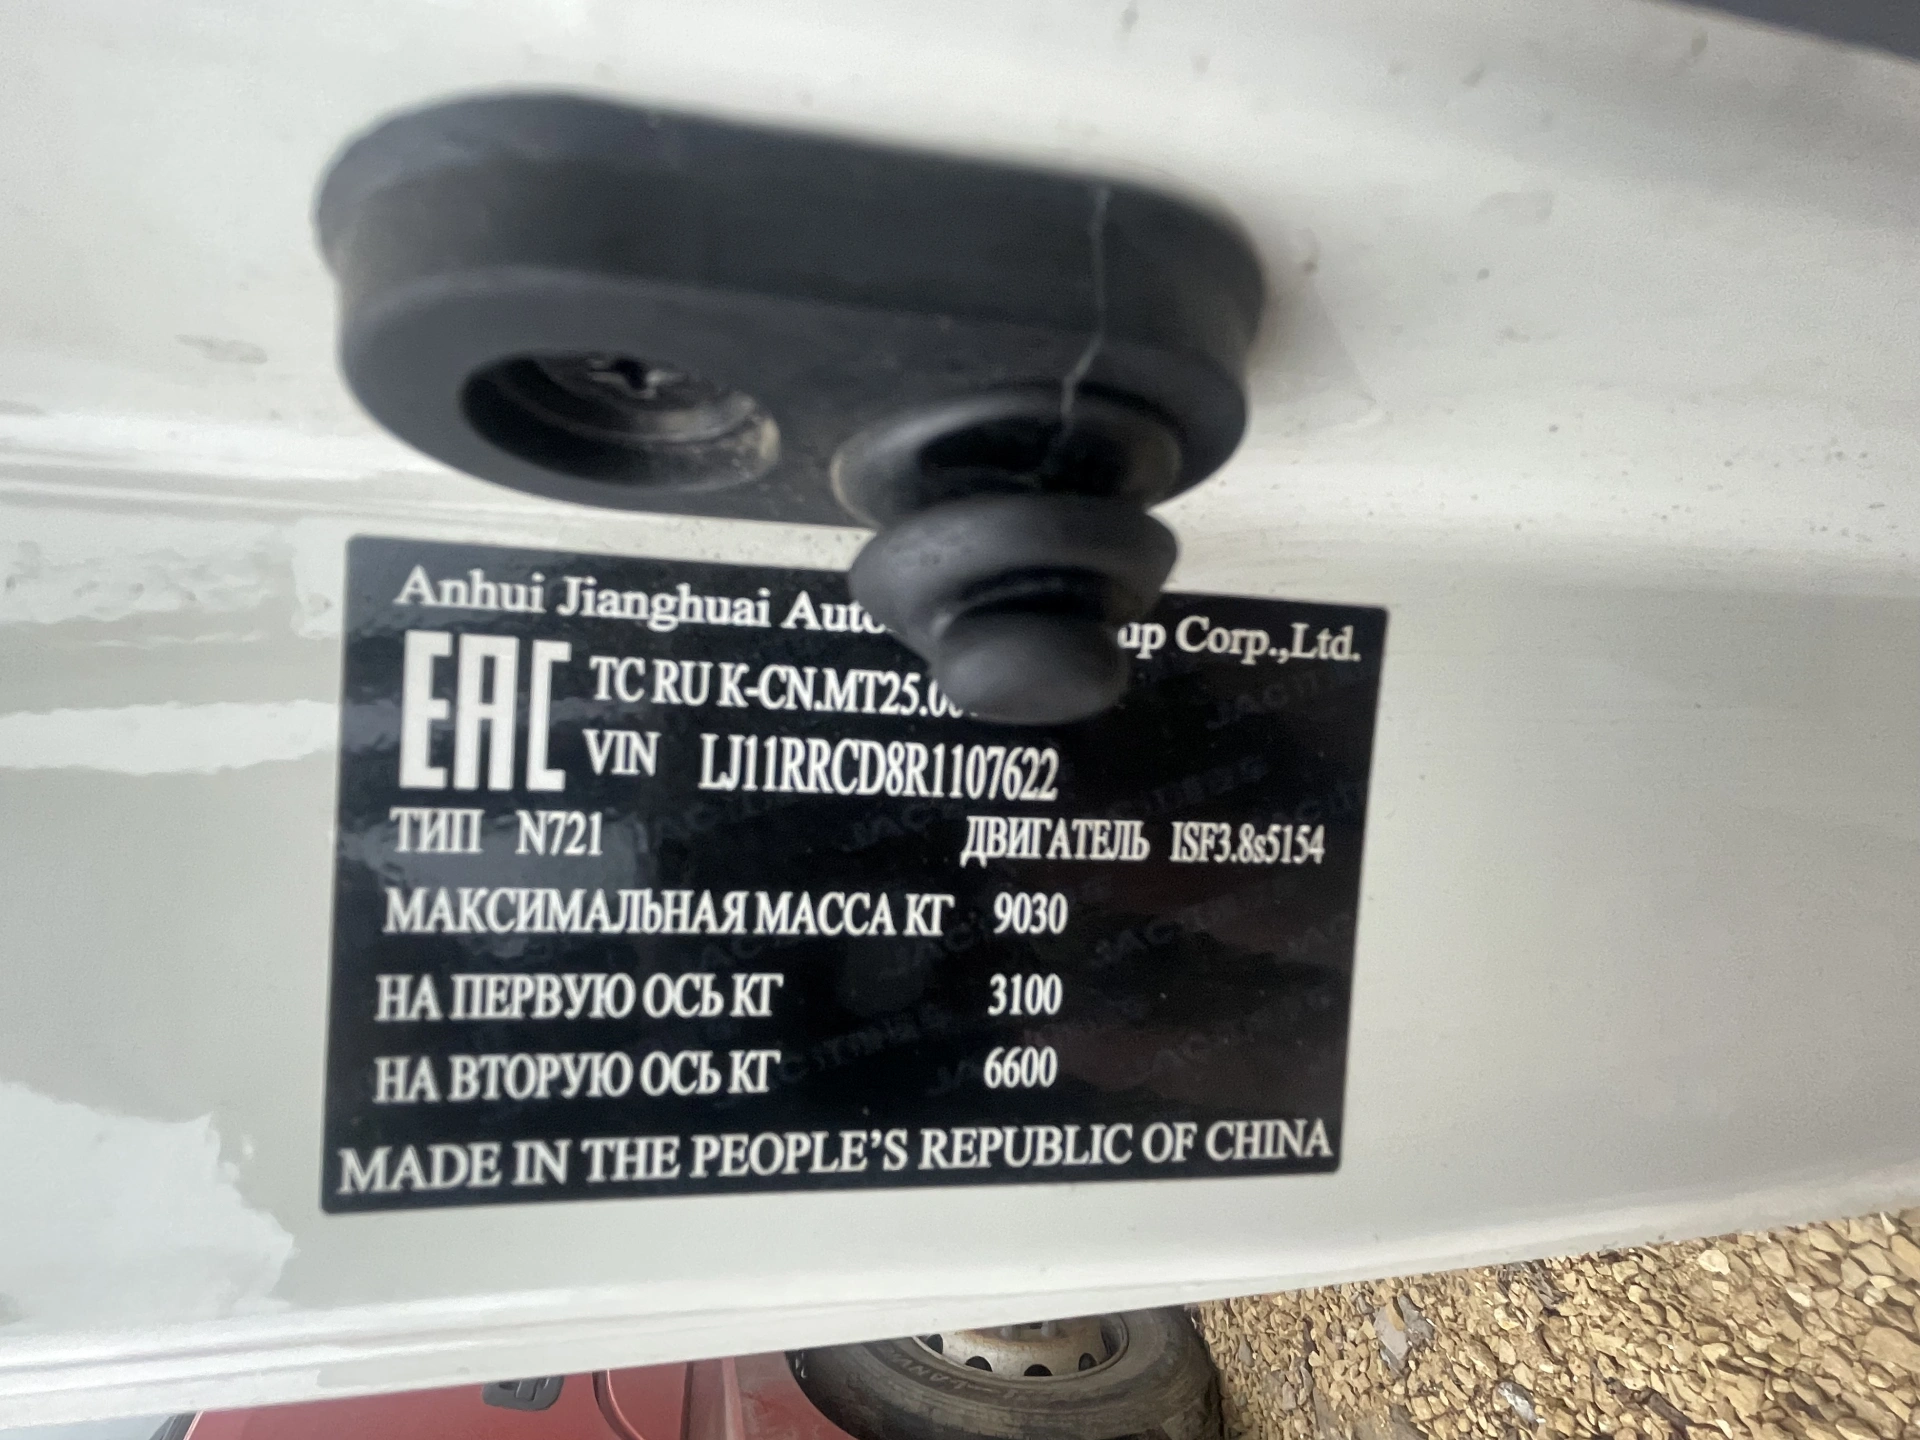 Anhui Jianghuai Auto up Corp.,Ltd.
EAC TC RU K-CN.MT25.0
VIN LJ11RRCD8R1107622
ТИП N721 ДВИГАТЕЛЬ ISF3.8s5154
МАКСИМАЛЬНАЯ МАССА КГ 9030
НА ПЕРВУЮ ОСЬ КГ 3100
НА ВТОРУЮ ОСЬ КГ 6600
MADE IN THE PEOPLE'S REPUBLIC OF CHINA